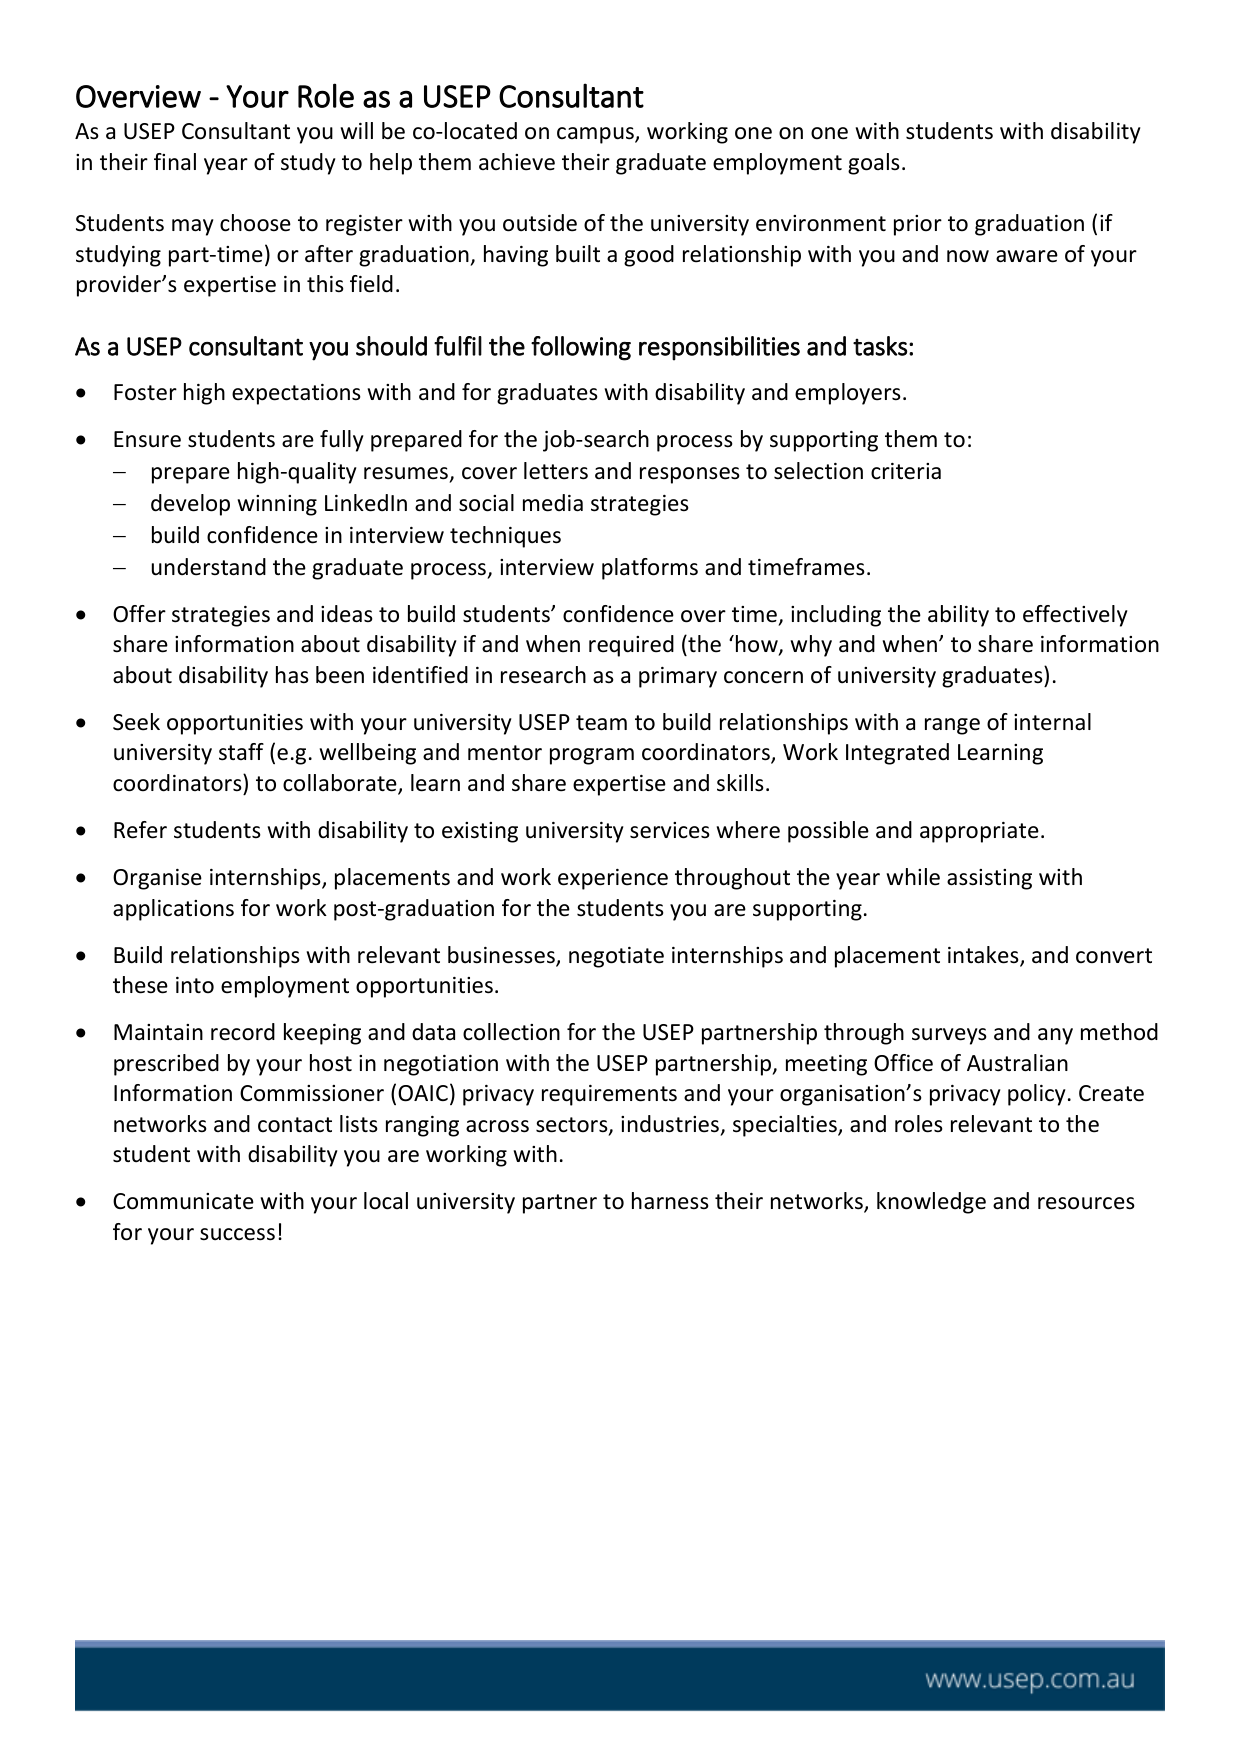 Overview - Your Role as a USEP Consultant
As a USEP Consultant you will be co-located on campus, working one on one with students with disability
in their final year of study to help them achieve their graduate employment goals.
Students may choose to register with you outside of the university environment prior to graduation (if
studying part-time) or after graduation, having built a good relationship with you and now aware of your
provider’s expertise in this field.
As a USEP consultant you should fulfil the following responsibilities and tasks:
• Foster high expectations with and for graduates with disability and employers.
• Ensure students are fully prepared for the job-search process by supporting them to:
– prepare high-quality resumes, cover letters and responses to selection criteria
– develop winning LinkedIn and social media strategies
– build confidence in interview techniques
– understand the graduate process, interview platforms and timeframes.
• Offer strategies and ideas to build students’ confidence over time, including the ability to effectively
share information about disability if and when required (the ‘how, why and when’ to share information
about disability has been identified in research as a primary concern of university graduates).
• Seek opportunities with your university USEP team to build relationships with a range of internal
university staff (e.g. wellbeing and mentor program coordinators, Work Integrated Learning
coordinators) to collaborate, learn and share expertise and skills.
• Refer students with disability to existing university services where possible and appropriate.
• Organise internships, placements and work experience throughout the year while assisting with
applications for work post-graduation for the students you are supporting.
• Build relationships with relevant businesses, negotiate internships and placement intakes, and convert
these into employment opportunities.
• Maintain record keeping and data collection for the USEP partnership through surveys and any method
prescribed by your host in negotiation with the USEP partnership, meeting Office of Australian
Information Commissioner (OAIC) privacy requirements and your organisation’s privacy policy. Create
networks and contact lists ranging across sectors, industries, specialties, and roles relevant to the
student with disability you are working with.
• Communicate with your local university partner to harness their networks, knowledge and resources
for your success!
www.usep.com.au